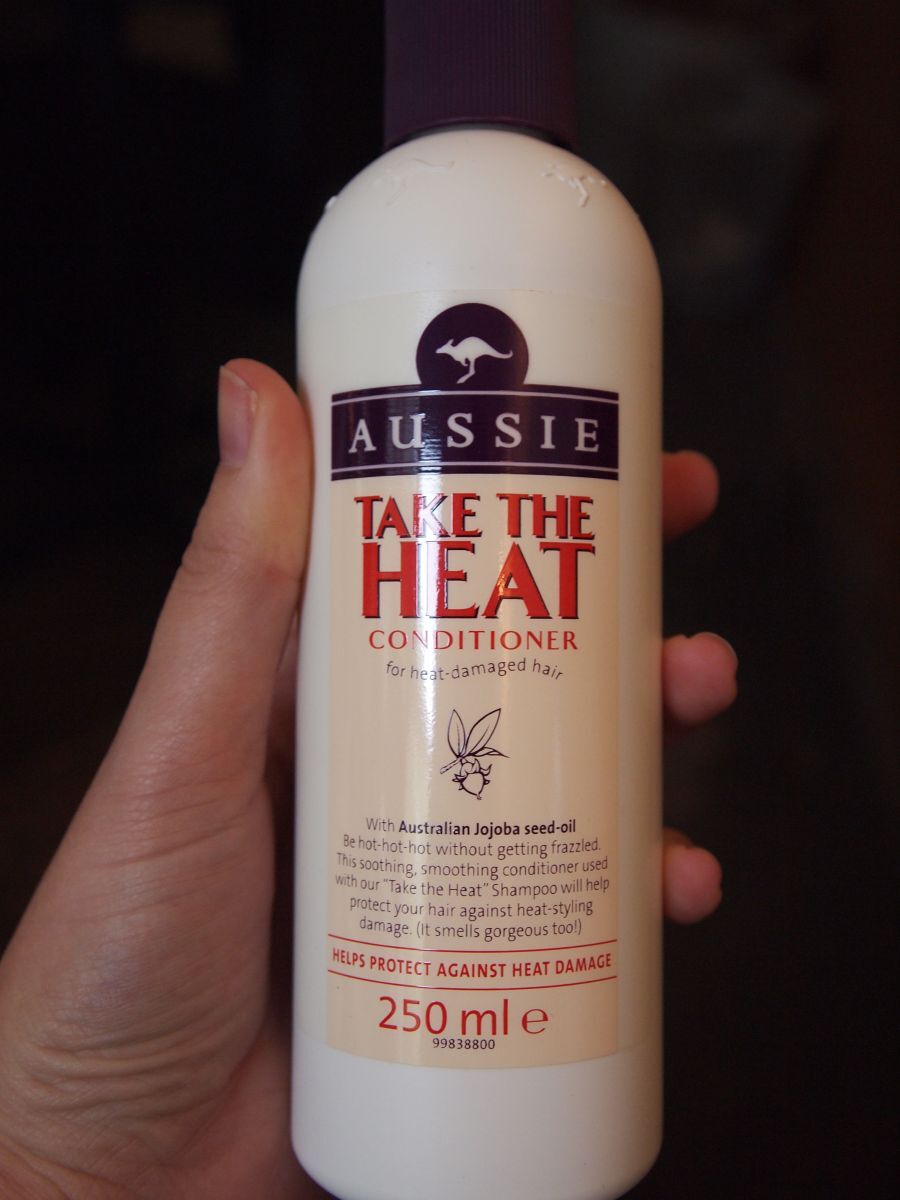 AUSSIE
TAKE THE
HEAT
CONDITIONER
for heat-damaged hair
With Australian Jojoba seed-oil
Be hot-hot-hot without getting frazzled.
This soothing, smoothing conditioner used
with our "Take the Heat" Shampoo will help
protect your hair against heat-styling
damage. (It smells gorgeous too!)
HELPS PROTECT AGAINST HEAT DAMAGE
250 ml ℮
99838800